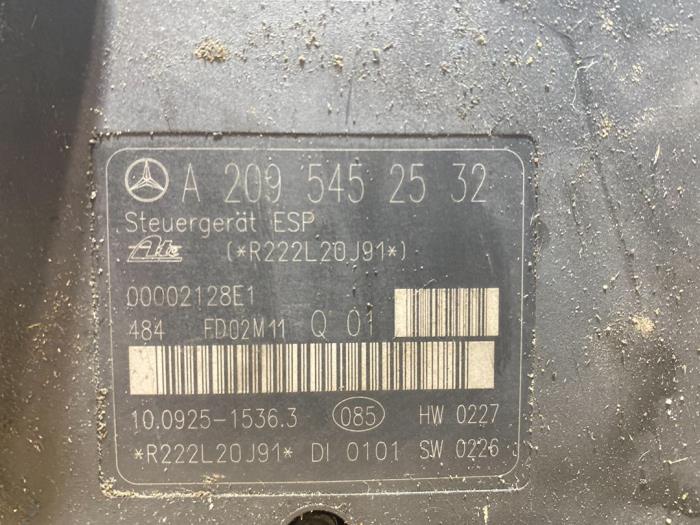 A 209 545 25 32
Steuergerät ESP
Ate (*R222L20J91*)
00002128E1
484 FD02M11 Q 01
10.0925-1536.3 085 HW 0227
*R222L20J91* DI 0101 SW 0226